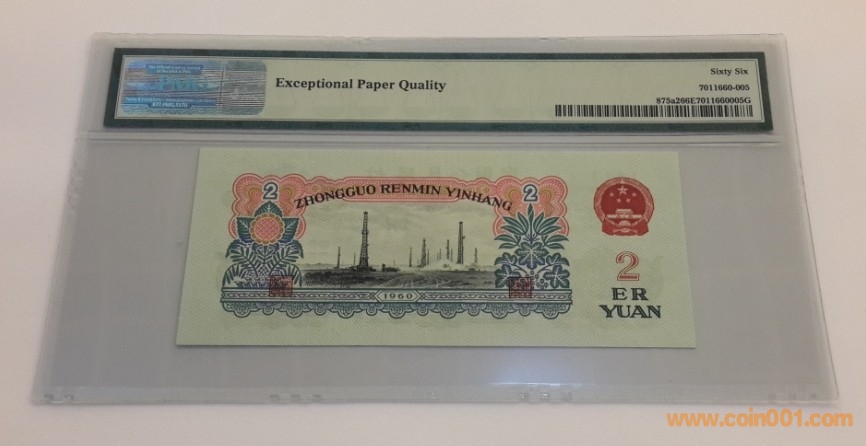 Sixty Six
Exceptional Paper Quality
7011660-005
875a266E7011660005G
2 2
ZHONGGUO RENMIN YINHANG
2
ER
YUAN
1960
www.coin001.com